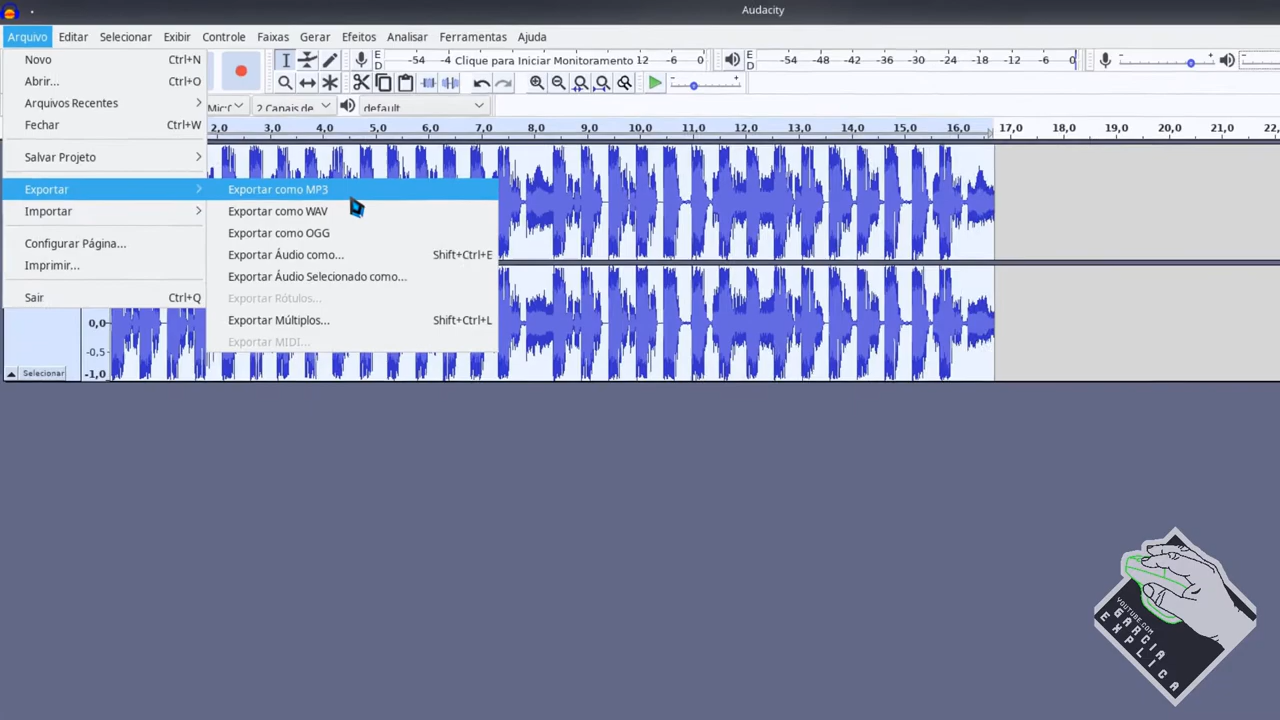 Audacity
Arquivo Editar Selecionar Exibir Controle Faixas Gerar Efeitos Analisar Ferramentas Ajuda
Novo Ctrl+N
Abrir... Ctrl+O
Arquivos Recentes
Fechar Ctrl+W
Salvar Projeto
Exportar
Importar
Configurar Página...
Imprimir...
Sair Ctrl+Q
Exportar como MP3
Exportar como WAV
Exportar como OGG
Exportar Áudio como... Shift+Ctrl+E
Exportar Áudio Selecionado como...
Exportar Rótulos...
Exportar Múltiplos... Shift+Ctrl+L
Exportar MIDI...
E D -54 -4 Clique para Iniciar Monitoramento 12 -6 0
E D -54 -48 -42 -36 -30 -24 -18 -12 -6 0
2 Canais de default
2,0 3,0 4,0 5,0 6,0 7,0 8,0 9,0 10,0 11,0 12,0 13,0 14,0 15,0 16,0 17,0 18,0 19,0 20,0 21,0
0,0
-0,5
-1,0
Selecionar
YOUTUBE.COM
GARCIA
EXPLICA